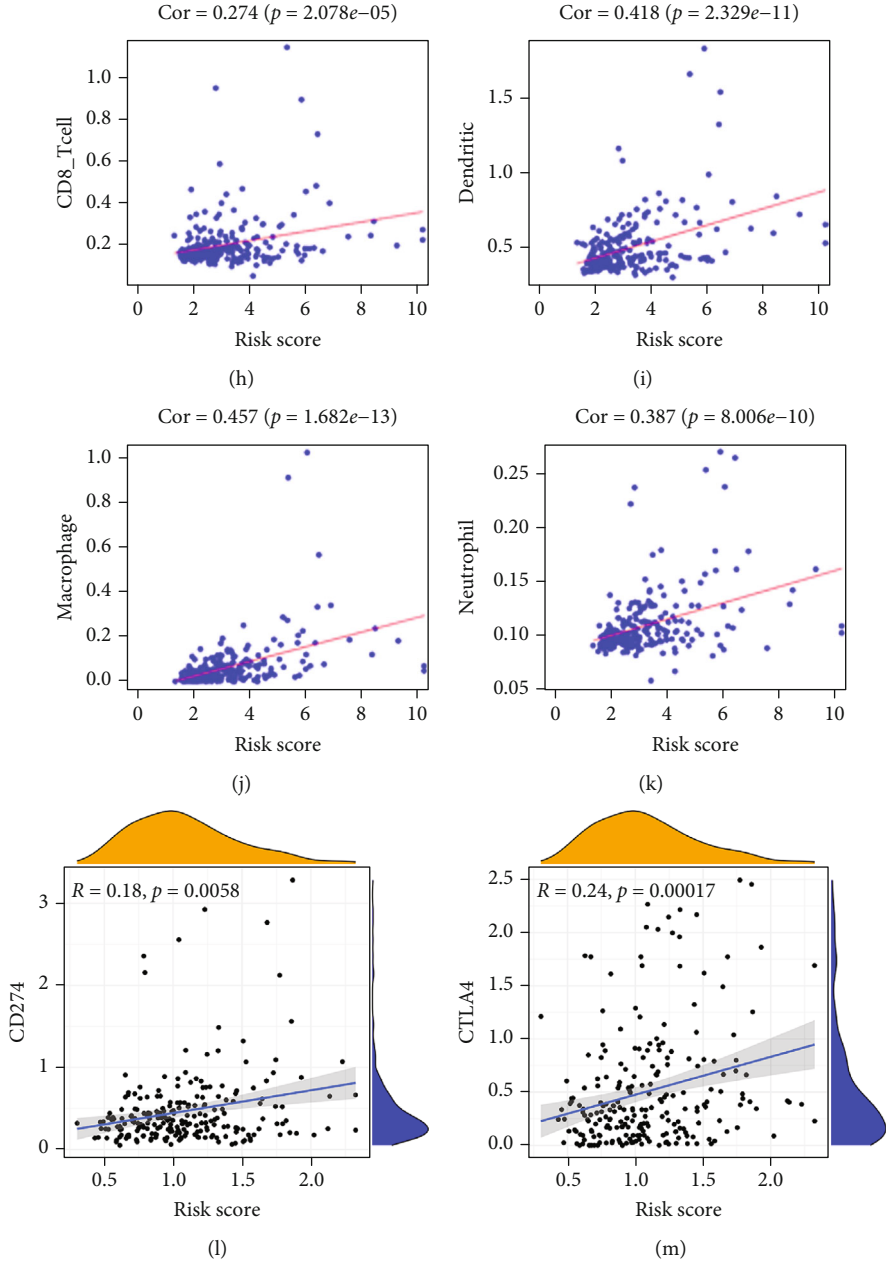 Cor = 0.274 (p = 2.078e−05)
CD8_Tcell
1.0
0.8
0.6
0.4
0.2
0 2 4 6 8 10
Risk score
(h)
Cor = 0.418 (p = 2.329e−11)
Dendritic
1.5
1.0
0.5
0 2 4 6 8 10
Risk score
(i)
Cor = 0.457 (p = 1.682e−13)
Macrophage
1.0
0.8
0.6
0.4
0.2
0.0
0 2 4 6 8 10
Risk score
(j)
Cor = 0.387 (p = 8.006e−10)
Neutrophil
0.25
0.20
0.15
0.10
0.05
0 2 4 6 8 10
Risk score
(k)
R = 0.18, p = 0.0058
CD274
3
2
1
0
0.5 1.0 1.5 2.0
Risk score
(l)
R = 0.24, p = 0.00017
CTLA4
2.5
2.0
1.5
1.0
0.5
0.0
0.5 1.0 1.5 2.0
Risk score
(m)